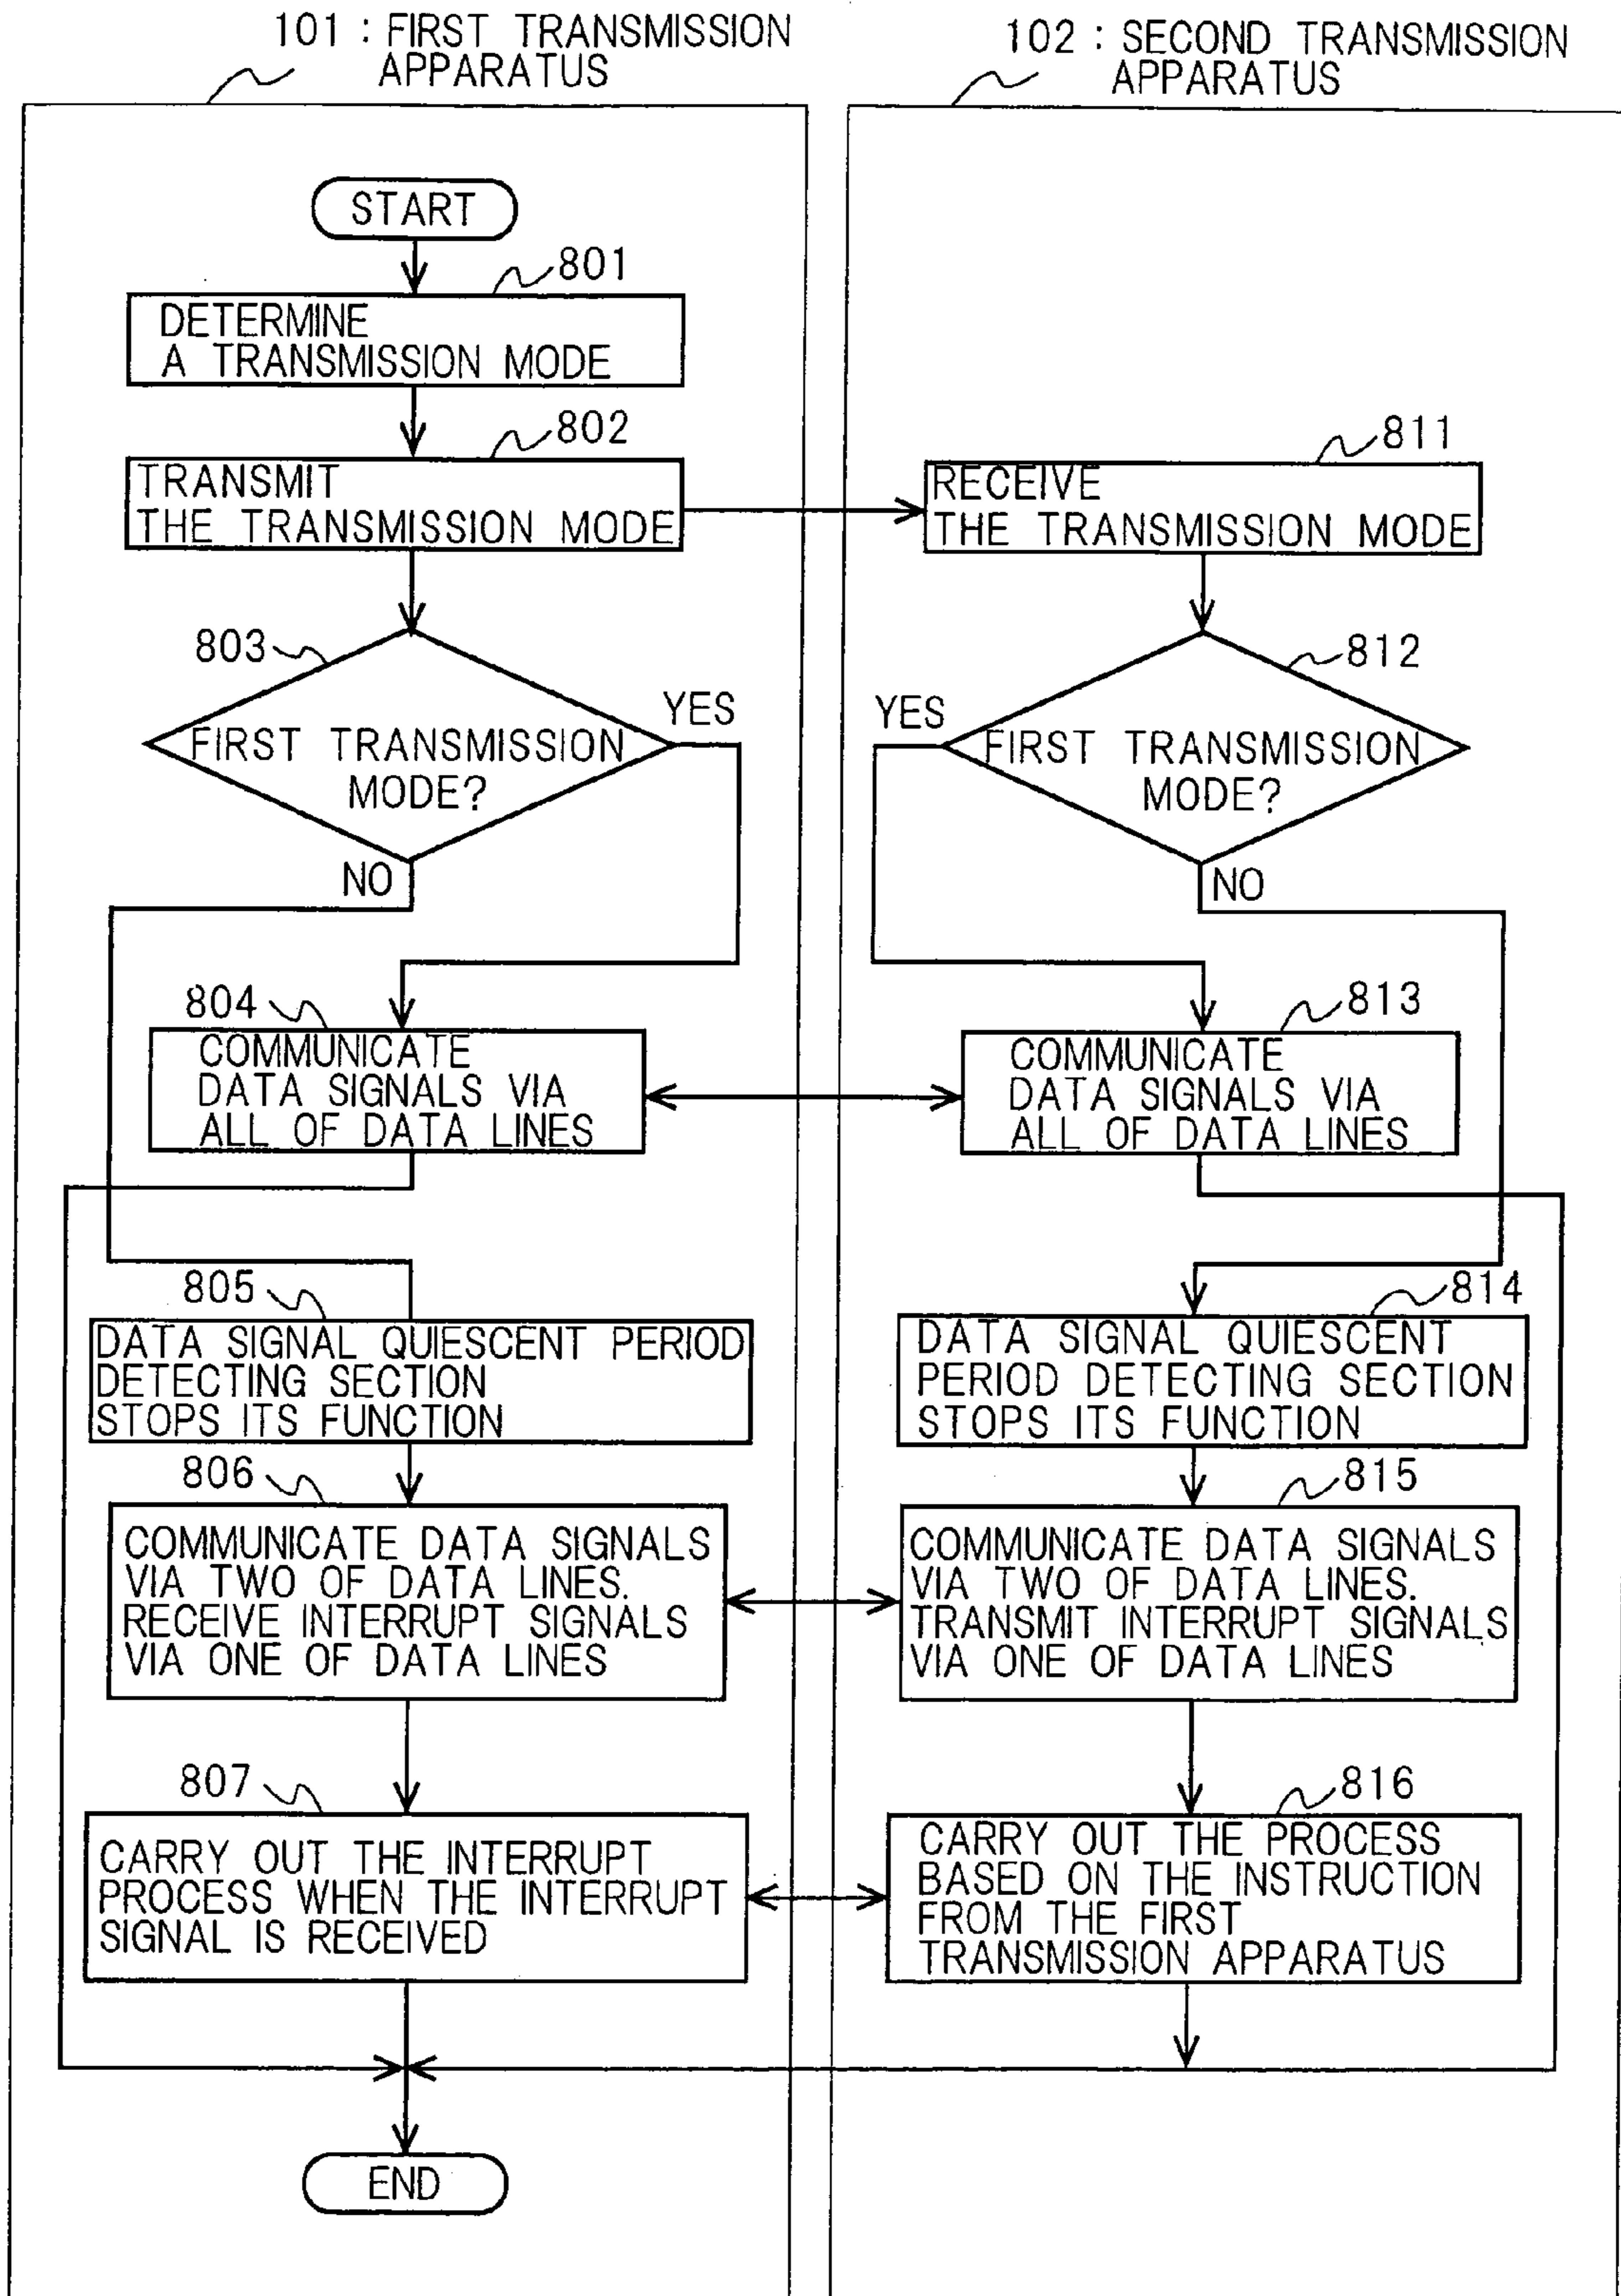 101 : FIRST TRANSMISSION
APPARATUS
102 : SECOND TRANSMISSION
APPARATUS
START
801
DETERMINE
A TRANSMISSION MODE
802
TRANSMIT
THE TRANSMISSION MODE
811
RECEIVE
THE TRANSMISSION MODE
803
FIRST TRANSMISSION
MODE?
YES
NO
812
FIRST TRANSMISSION
MODE?
YES
NO
804
COMMUNICATE
DATA SIGNALS VIA
ALL OF DATA LINES
813
COMMUNICATE
DATA SIGNALS VIA
ALL OF DATA LINES
805
DATA SIGNAL QUIESCENT PERIOD
DETECTING SECTION
STOPS ITS FUNCTION
814
DATA SIGNAL QUIESCENT
PERIOD DETECTING SECTION
STOPS ITS FUNCTION
806
COMMUNICATE DATA SIGNALS
VIA TWO OF DATA LINES.
RECEIVE INTERRUPT SIGNALS
VIA ONE OF DATA LINES
815
COMMUNICATE DATA SIGNALS
VIA TWO OF DATA LINES.
TRANSMIT INTERRUPT SIGNALS
VIA ONE OF DATA LINES
807
CARRY OUT THE INTERRUPT
PROCESS WHEN THE INTERRUPT
SIGNAL IS RECEIVED
816
CARRY OUT THE PROCESS
BASED ON THE INSTRUCTION
FROM THE FIRST
TRANSMISSION APPARATUS
END